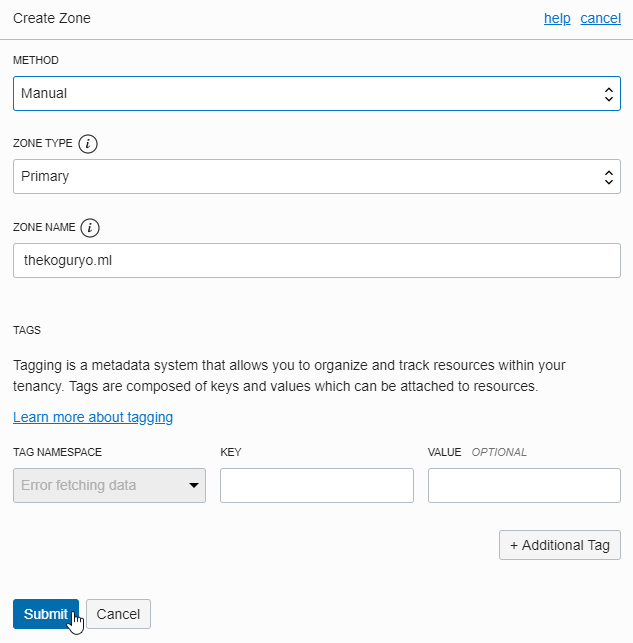 Create Zone help cancel
METHOD
Manual
ZONE TYPE i
Primary
ZONE NAME i
thekoguryo.ml
TAGS
Tagging is a metadata system that allows you to organize and track resources within your
tenancy. Tags are composed of keys and values which can be attached to resources.
Learn more about tagging
TAG NAMESPACE KEY VALUE OPTIONAL
Error fetching data
+ Additional Tag
Submit Cancel